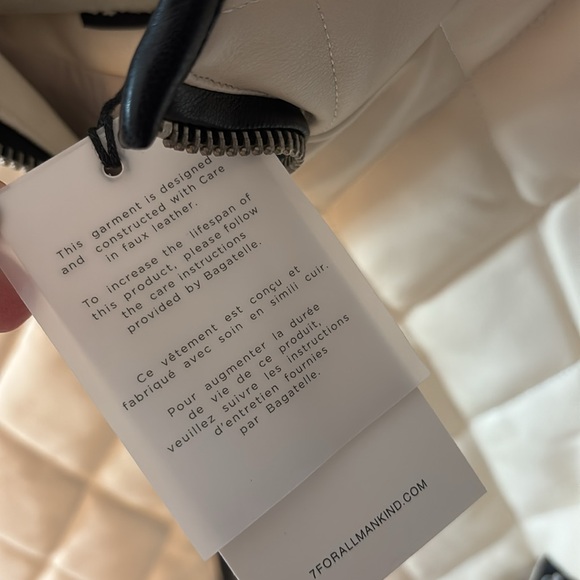 This garment is designed
and constructed with Care
in faux leather.
To increase the lifespan of
this product, please follow
the care instructions
provided by Bagatelle.
Ce vêtement est conçu et
fabriqué avec soin en simili cuir.
Pour augmenter la durée
de vie de ce produit,
veuillez suivre les instructions
d'entretien fournies
par Bagatelle.
7FORALLMANKIND.COM